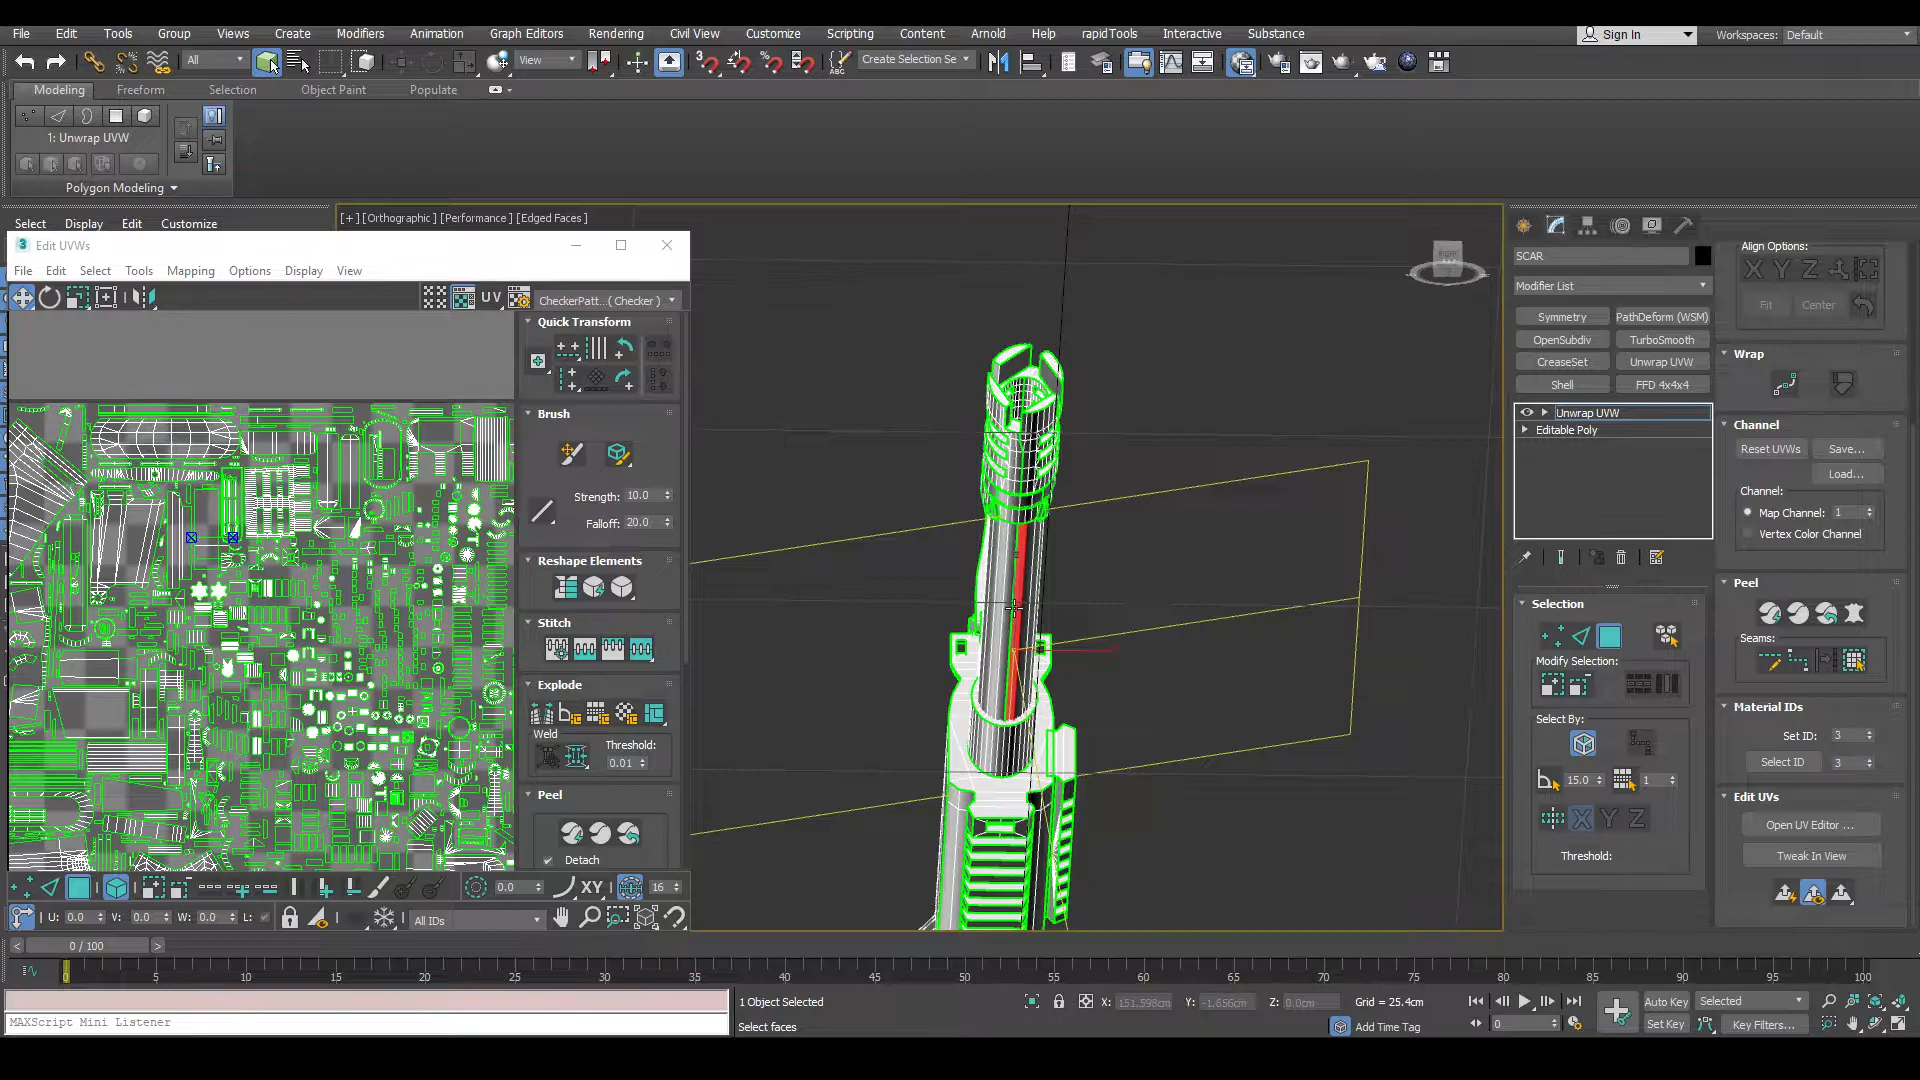 File Edit Tools Group Views Create Modifiers Animation Graph Editors Rendering Civil View Customize Scripting Content Arnold Help rapidTools Interactive Substance Sign In Workspaces: Default
All View Create Selection Se
Modeling Freeform Selection Object Paint Populate
1: Unwrap UVW
Polygon Modeling
Select Display Edit Customize
[+] [Orthographic] [Performance] [Edged Faces]
3 Edit UVWs
File Edit Select Tools Mapping Options Display View
UV CheckerPatt...( Checker )
Quick Transform
Brush
Strength: 10.0
Falloff: 20.0
Reshape Elements
Stitch
Explode
Weld Threshold:
0.01
Peel
Detach
0.0 XY 16
U: 0.0 V: 0.0 W: 0.0 L: All IDs
SCAR
Modifier List
Symmetry PathDeform (WSM)
OpenSubdiv TurboSmooth
CreaseSet Unwrap UVW
Shell FFD 4x4x4
Unwrap UVW
Editable Poly
Selection
Modify Selection:
Select By:
15.0 1
X Y Z
Threshold:
Align Options:
X Y Z
Fit Center
Wrap
Channel
Reset UVWs Save...
Load...
Channel:
Map Channel: 1
Vertex Color Channel
Peel
Seams:
Material IDs
Set ID: 3
Select ID 3
Edit UVs
Open UV Editor ...
Tweak In View
< 0 / 100 >
0 5 10 15 20 25 30 35 40 45 50 55 60 65 70 75 80 85 90 95 100
MAXScript Mini Listener
1 Object Selected
Select faces
X: 151.598cm Y: -1.656cm Z: 0.0cm Grid = 25.4cm
Add Time Tag
0
Auto Key Selected
Set Key Key Filters...